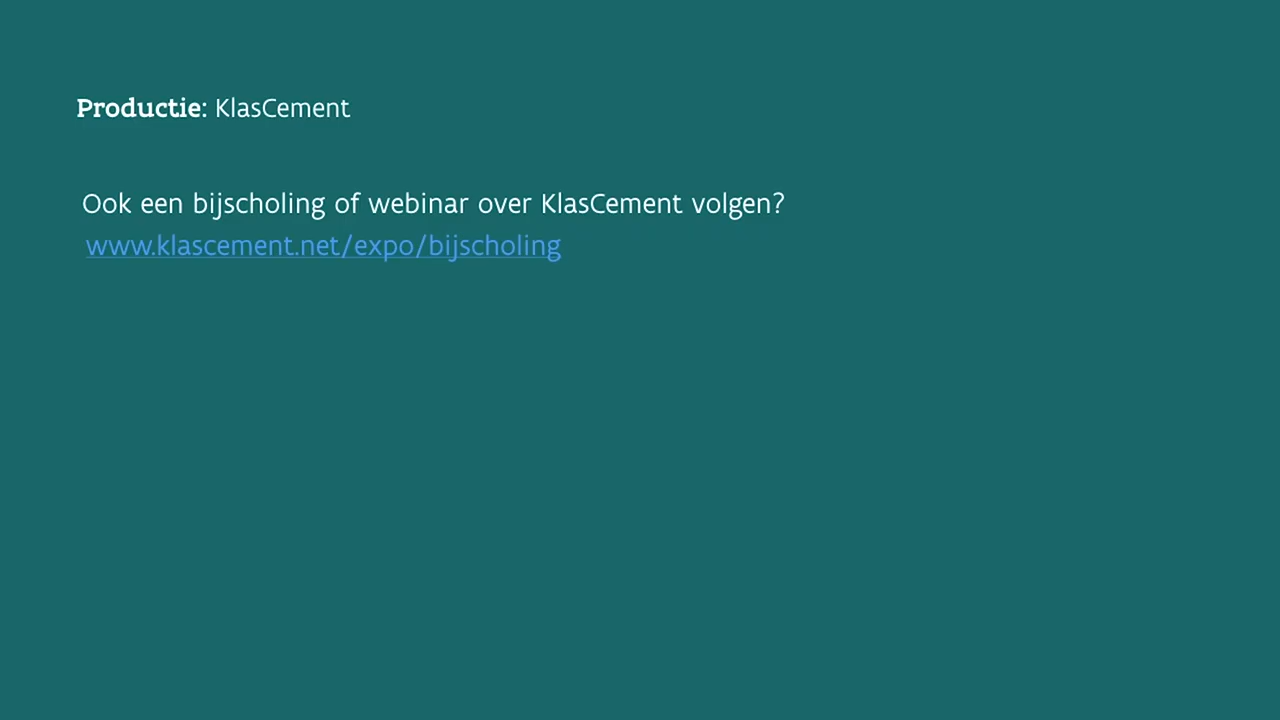 Productie: KlasCement
Ook een bijscholing of webinar over KlasCement volgen?
www.klascement.net/expo/bijscholing